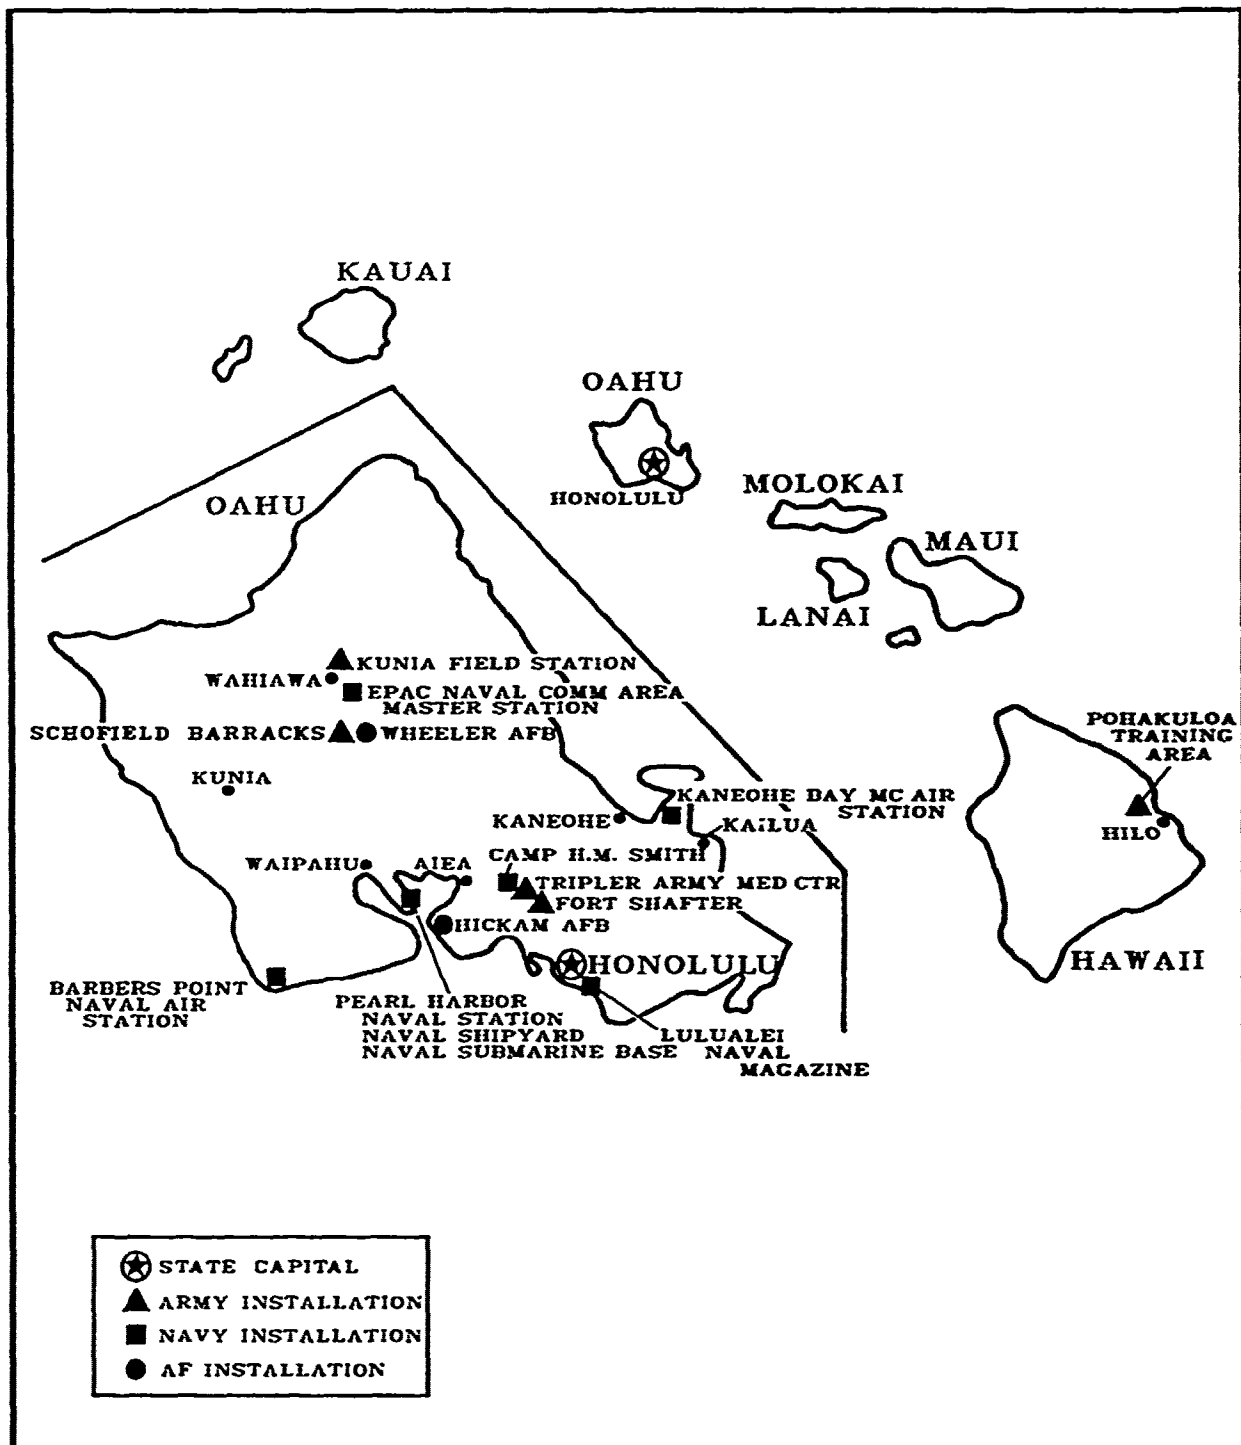 KAUAI
OAHU
HONOLULU
MOLOKAI
MAUI
LANAI
OAHU
KUNIA FIELD STATION
WAHIAWA
EPAC NAVAL COMM AREA
MASTER STATION
SCHOFIELD BARRACKS
WHEELER AFB
KUNIA
POHAKULOA
TRAINING
AREA
HILO
HAWAII
KANEOHE BAY MC AIR
STATION
KANEOHE
KAILUA
CAMP H.M. SMITH
WAIPAHU
AIEA
TRIPLER ARMY MED CTR
FORT SHAFTER
HICKAM AFB
HONOLULU
BARBERS POINT
NAVAL AIR
STATION
PEARL HARBOR
NAVAL STATION
NAVAL SHIPYARD
NAVAL SUBMARINE BASE
LULUALEI
NAVAL
MAGAZINE
STATE CAPITAL
ARMY INSTALLATION
NAVY INSTALLATION
AF INSTALLATION